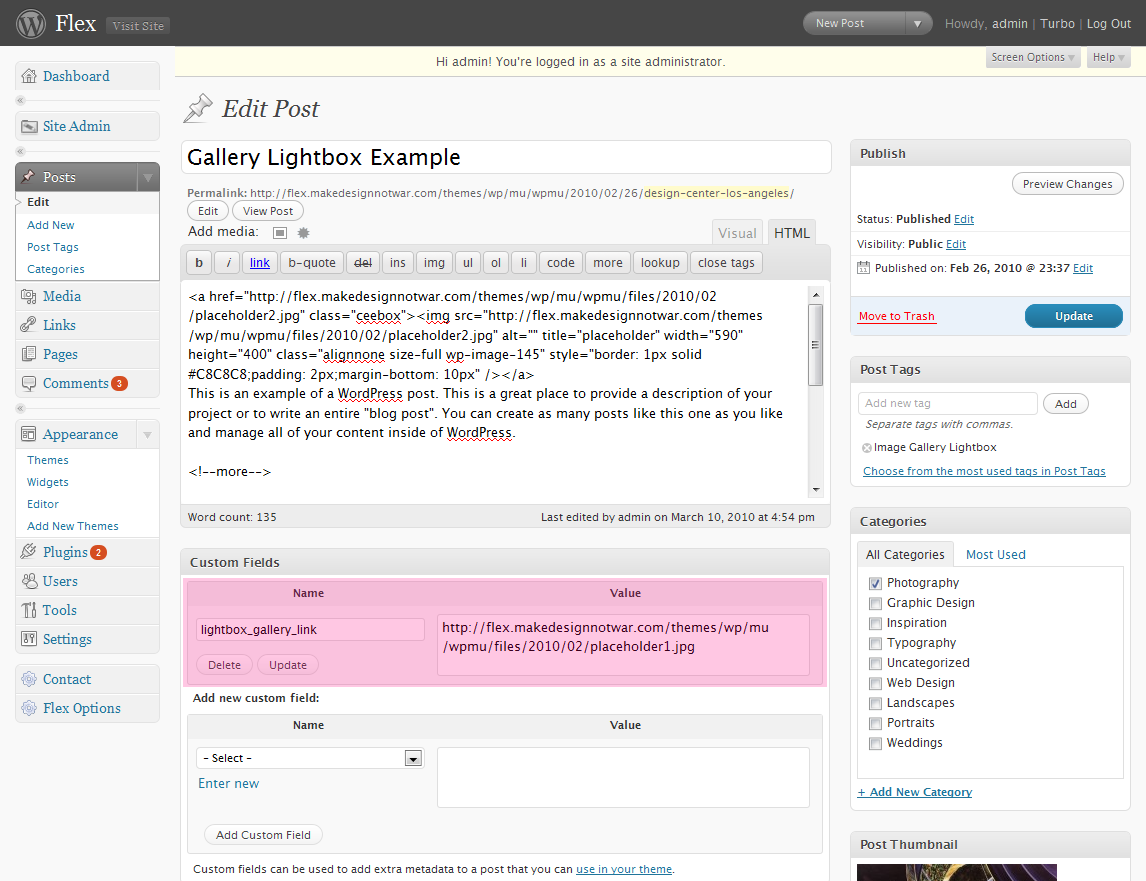 Flex Visit Site New Post Howdy, admin | Turbo | Log Out
Hi admin! You're logged in as a site administrator.
Screen Options Help
Dashboard
Site Admin
Posts
Edit
Add New
Post Tags
Categories
Media
Links
Pages
Comments 3
Appearance
Themes
Widgets
Editor
Add New Themes
Plugins 2
Users
Tools
Settings
Contact
Flex Options
Edit Post
Gallery Lightbox Example
Permalink: http://flex.makedesignnotwar.com/themes/wp/mu/wpmu/2010/02/26/design-center-los-angeles/
Edit View Post
Add media:
Visual HTML
b i link b-quote del ins img ul ol li code more lookup close tags
<a href="http://flex.makedesignnotwar.com/themes/wp/mu/wpmu/files/2010/02
/placeholder2.jpg" class="ceebox"><img src="http://flex.makedesignnotwar.com/themes
/wp/mu/wpmu/files/2010/02/placeholder2.jpg" alt="" title="placeholder" width="590"
height="400" class="alignnone size-full wp-image-145" style="border: 1px solid
#C8C8C8;padding: 2px;margin-bottom: 10px" /></a>
This is an example of a WordPress post. This is a great place to provide a description of your
project or to write an entire "blog post". You can create as many posts like this one as you like
and manage all of your content inside of WordPress.
<!--more-->
Word count: 135 Last edited by admin on March 10, 2010 at 4:54 pm
Custom Fields
Name Value
lightbox_gallery_link
http://flex.makedesignnotwar.com/themes/wp/mu
/wpmu/files/2010/02/placeholder1.jpg
Delete Update
Add new custom field:
Name Value
– Select –
Enter new
Add Custom Field
Custom fields can be used to add extra metadata to a post that you can use in your theme.
Publish
Preview Changes
Status: Published Edit
Visibility: Public Edit
Published on: Feb 26, 2010 @ 23:37 Edit
Move to Trash Update
Post Tags
Add new tag Add
Separate tags with commas.
Image Gallery Lightbox
Choose from the most used tags in Post Tags
Categories
All Categories Most Used
Photography
Graphic Design
Inspiration
Typography
Uncategorized
Web Design
Landscapes
Portraits
Weddings
+ Add New Category
Post Thumbnail